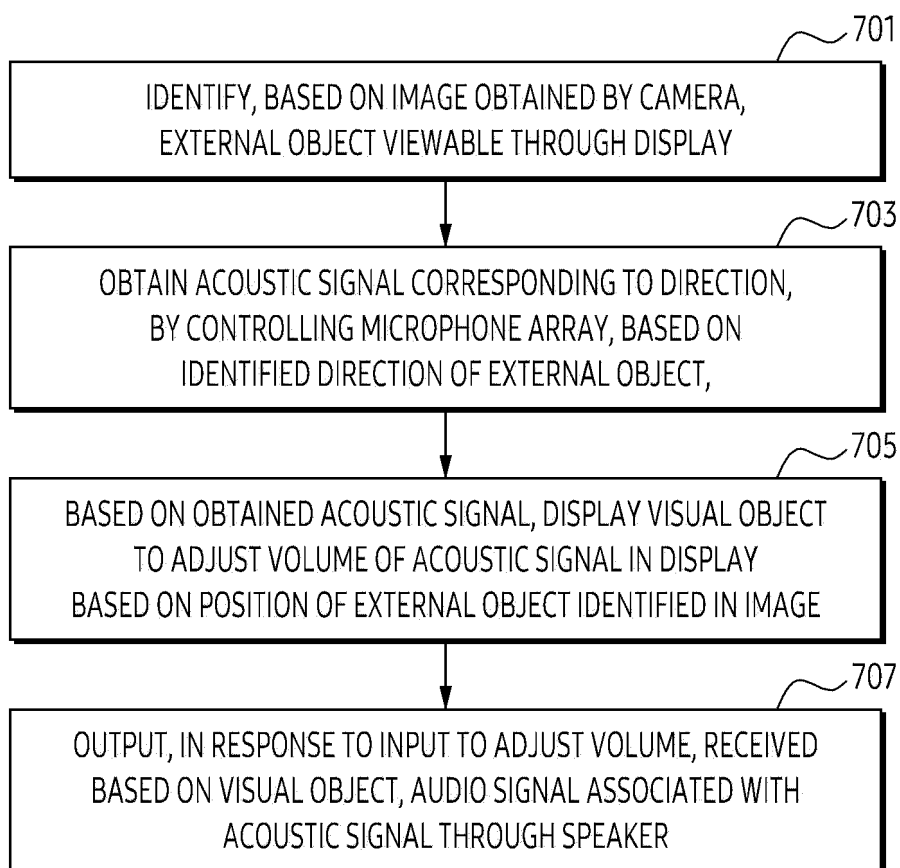 701
IDENTIFY, BASED ON IMAGE OBTAINED BY CAMERA,
EXTERNAL OBJECT VIEWABLE THROUGH DISPLAY
703
OBTAIN ACOUSTIC SIGNAL CORRESPONDING TO DIRECTION,
BY CONTROLLING MICROPHONE ARRAY, BASED ON
IDENTIFIED DIRECTION OF EXTERNAL OBJECT,
705
BASED ON OBTAINED ACOUSTIC SIGNAL, DISPLAY VISUAL OBJECT
TO ADJUST VOLUME OF ACOUSTIC SIGNAL IN DISPLAY
BASED ON POSITION OF EXTERNAL OBJECT IDENTIFIED IN IMAGE
707
OUTPUT, IN RESPONSE TO INPUT TO ADJUST VOLUME, RECEIVED
BASED ON VISUAL OBJECT, AUDIO SIGNAL ASSOCIATED WITH
ACOUSTIC SIGNAL THROUGH SPEAKER